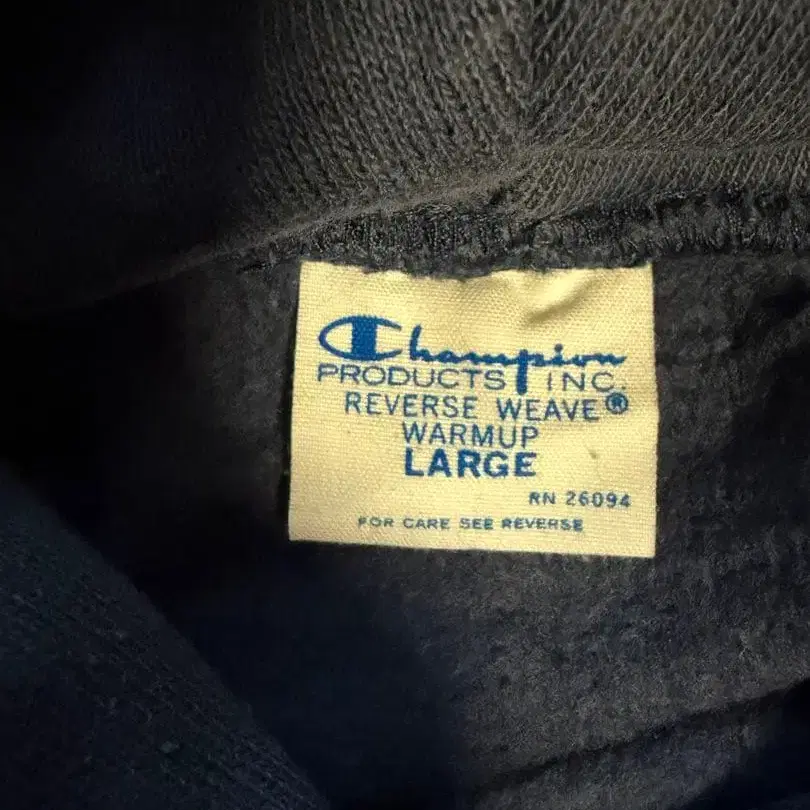 Champion
PRODUCTS INC.
REVERSE WEAVE®
WARMUP
LARGE
RN 26094
FOR CARE SEE REVERSE